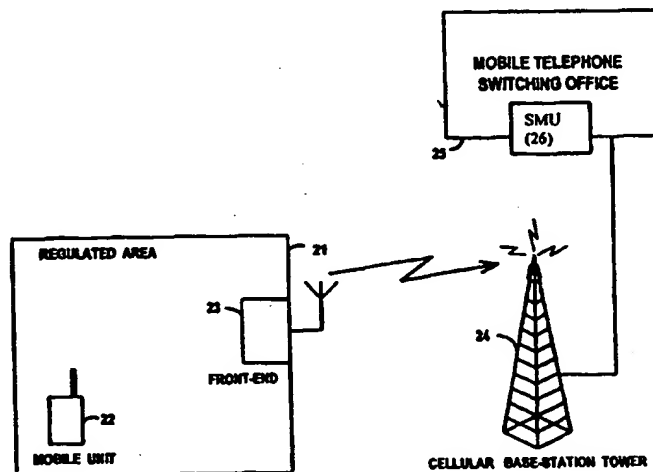 MOBILE TELEPHONE
SWITCHING OFFICE
SMU
(26)
25
REGULATED AREA
21
23
24
FRONT-END
22
MOBILE UNIT
CELLULAR BASE-STATION TOWER